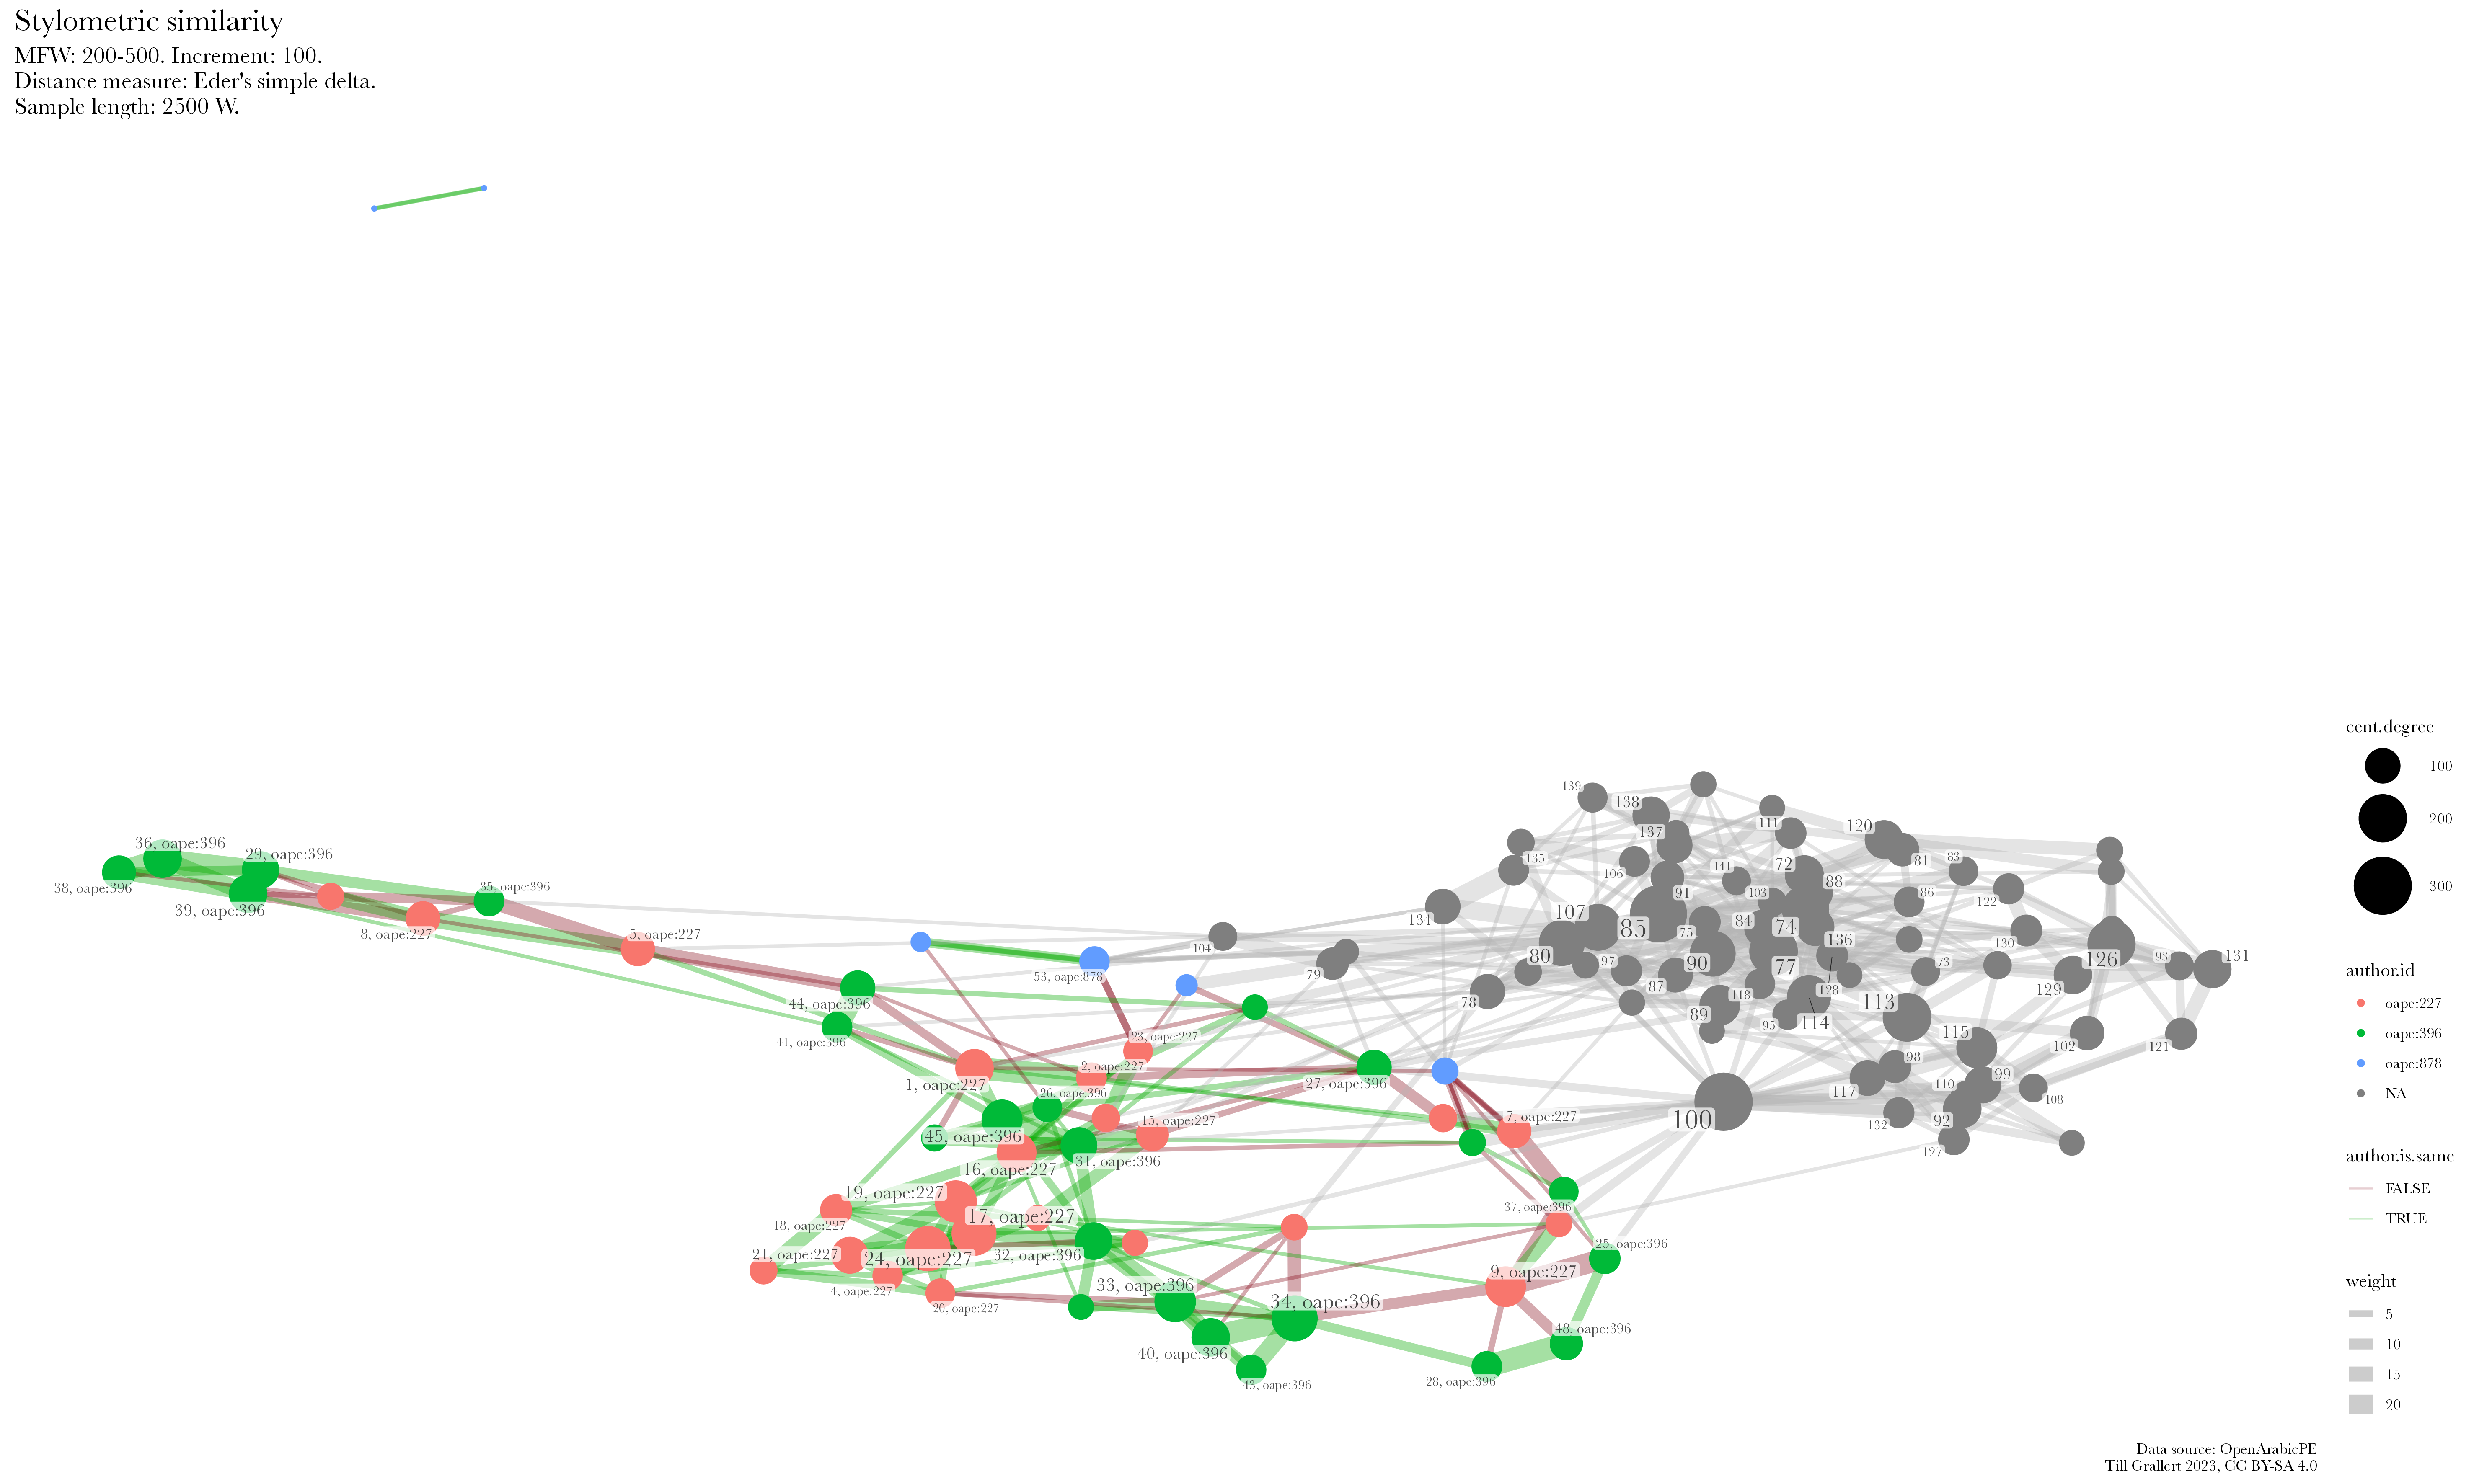 Stylometric similarity
MFW: 200-500. Increment: 100.
Distance measure: Eder's simple delta.
Sample length: 2500 W.
139
138
137
111
120
135
106
141
72
81
83
36, oape:396
29, oape:396
38, oape:396
35, oape:396
39, oape:396
8, oape:227
5, oape:227
103
88
91
86
122
134
107
85
75
84
74
136
130
104
80
97
90
77
126
93
131
53, oape:878
79
78
87
118
128
129
44, oape:396
41, oape:396
89
95
114
113
115
102
121
23, oape:227
2, oape:227
1, oape:227
26, oape:396
27, oape:396
98
117
110
99
108
15, oape:227
7, oape:227
100
92
132
127
45, oape:396
31, oape:396
16, oape:227
19, oape:227
37, oape:396
18, oape:227
17, oape:227
21, oape:227
24, oape:227
32, oape:396
25, oape:396
4, oape:227
20, oape:227
33, oape:396
34, oape:396
9, oape:227
48, oape:396
40, oape:396
43, oape:396
28, oape:396
cent.degree
100
200
300
author.id
oape:227
oape:396
oape:878
NA
author.is.same
FALSE
TRUE
weight
5
10
15
20
Data source: OpenArabicPE
Till Grallert 2023, CC BY-SA 4.0